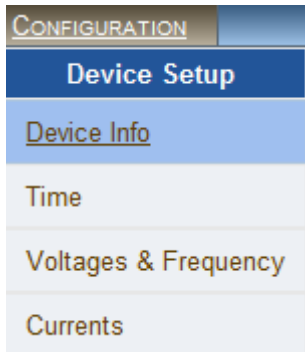 CONFIGURATION
Device Setup
Device Info
Time
Voltages & Frequency
Currents